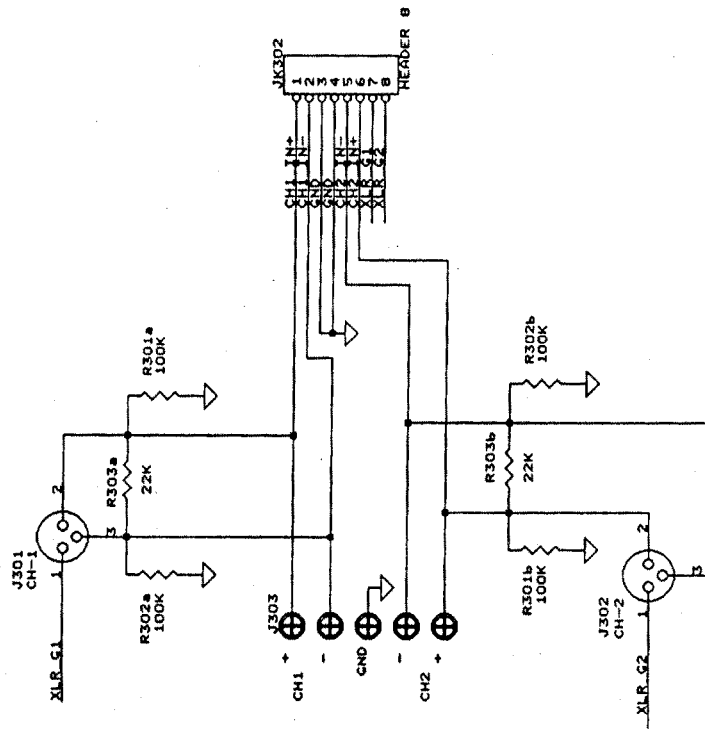 JK302
1
2
3
4
5
6
7
8
HEADER 8
CH1 IN+
CH1 IN-
GND
GND
CH2 IN-
CH2 IN+
XLR G1
XLR G2
R301a
100K
R303a
22K
R302a
100K
J301
CH-1
1
2
3
XLR G1
J303
+
-
CH1
GND
-
+
CH2
R302b
100K
R303b
22K
R301b
100K
J302
CH-2
1
2
3
XLR G2